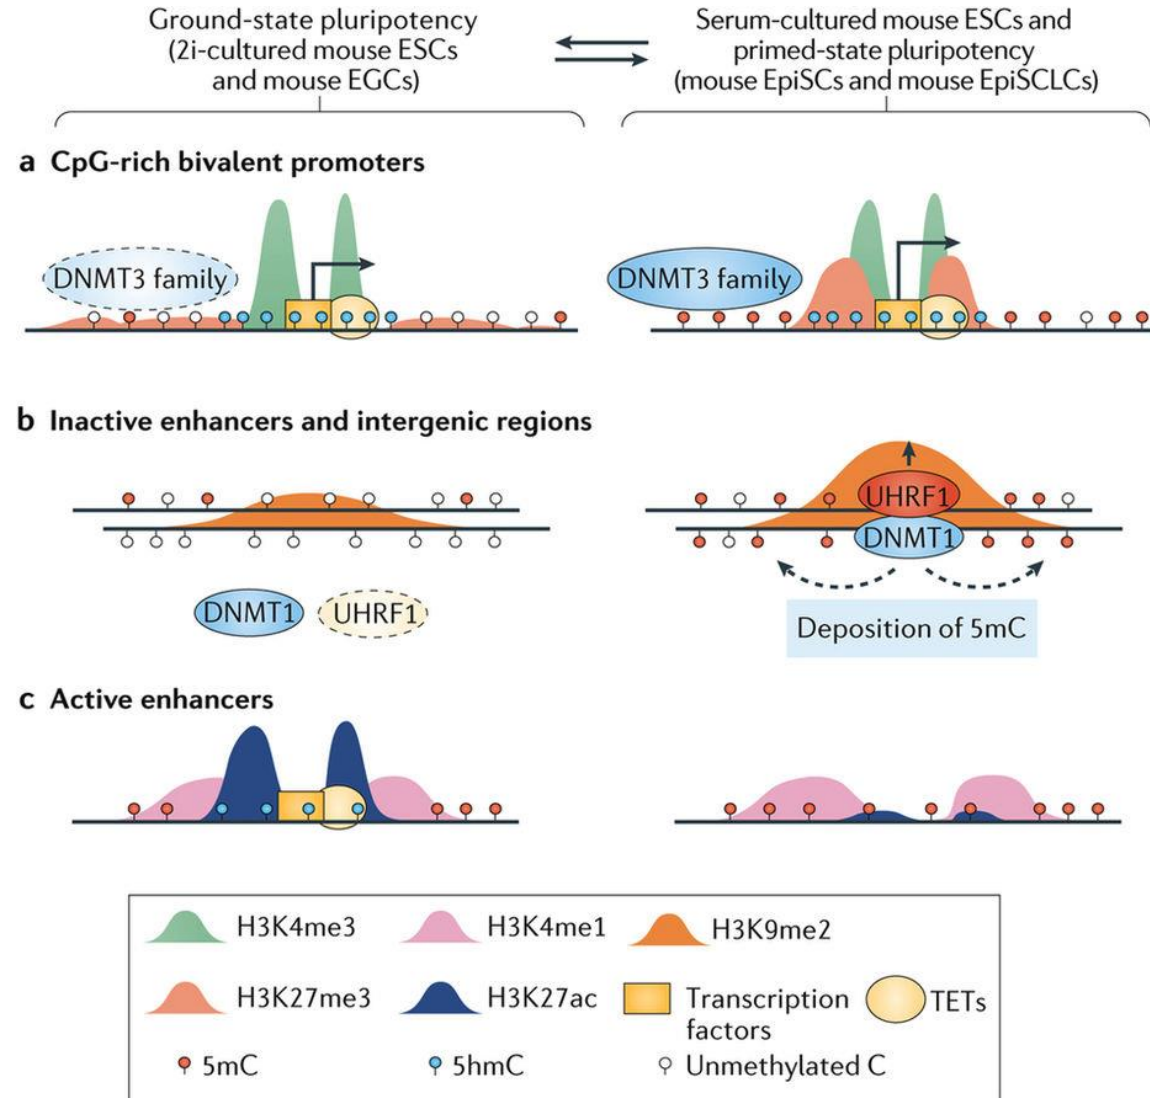 Ground-state pluripotency
(2i-cultured mouse ESCs
and mouse EGCs)
Serum-cultured mouse ESCs and
primed-state pluripotency
(mouse EpiSCs and mouse EpiSCLCs)
a CpG-rich bivalent promoters
DNMT3 family
DNMT3 family
b Inactive enhancers and intergenic regions
UHRF1
DNMT1
DNMT1
UHRF1
Deposition of 5mC
c Active enhancers
H3K4me3
H3K4me1
H3K9me2
H3K27me3
H3K27ac
Transcription
factors
TETs
5mC
5hmC
Unmethylated C